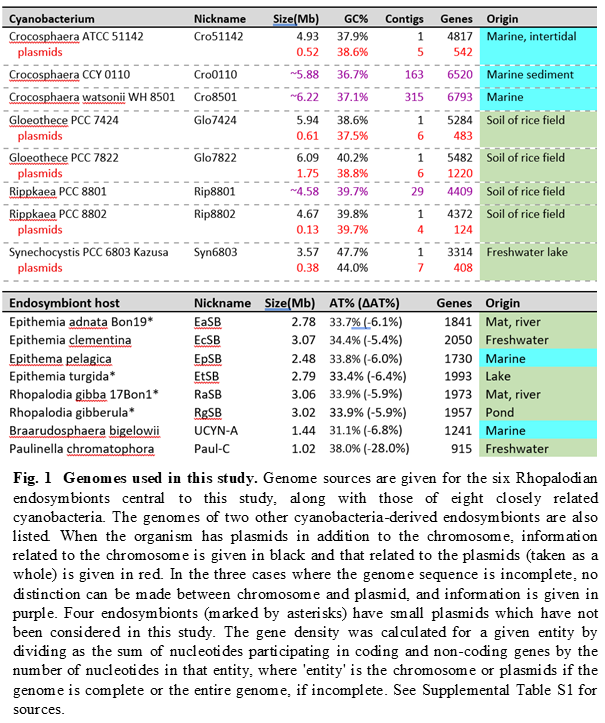 Cyanobacterium Nickname Size(Mb) GC% Contigs Genes Origin
Crocosphaera ATCC 51142 Cro51142 4.93 37.9% 1 4817 Marine, intertidal
plasmids 0.52 38.6% 5 542
Crocosphaera CCY 0110 Cro0110 ~5.88 36.7% 163 6520 Marine sediment
Crocosphaera watsonii WH 8501 Cro8501 ~6.22 37.1% 315 6793 Marine
Gloeothece PCC 7424 Glo7424 5.94 38.6% 1 5284 Soil of rice field
plasmids 0.61 37.5% 6 483
Gloeothece PCC 7822 Glo7822 6.09 40.2% 1 5482 Soil of rice field
plasmids 1.75 38.8% 6 1220
Rippkaea PCC 8801 Rip8801 ~4.58 39.7% 29 4409 Soil of rice field
Rippkaea PCC 8802 Rip8802 4.67 39.8% 1 4372 Soil of rice field
plasmids 0.13 39.7% 4 124
Synechocystis PCC 6803 Kazusa Syn6803 3.57 47.7% 1 3314 Freshwater lake
plasmids 0.38 44.0% 7 408
Endosymbiont host Nickname Size(Mb) AT% (ΔAT%) Genes Origin
Epithemia adnata Bon19* EaSB 2.78 33.7% (-6.1%) 1841 Mat, river
Epithemia clementina EcSB 3.07 34.4% (-5.4%) 2050 Freshwater
Epithema pelagica EpSB 2.48 33.8% (-6.0%) 1730 Marine
Epithemia turgida* EtSB 2.79 33.4% (-6.4%) 1993 Lake
Rhopalodia gibba 17Bon1* RaSB 3.06 33.9% (-5.9%) 1973 Mat, river
Rhopalodia gibberula* RgSB 3.02 33.9% (-5.9%) 1957 Pond
Braarudosphaera bigelowii UCYN-A 1.44 31.1% (-6.8%) 1241 Marine
Paulinella chromatophora Paul-C 1.02 38.0% (-28.0%) 915 Freshwater
Fig. 1 Genomes used in this study. Genome sources are given for the six Rhopalodian
endosymbionts central to this study, along with those of eight closely related
cyanobacteria. The genomes of two other cyanobacteria-derived endosymbionts are also
listed. When the organism has plasmids in addition to the chromosome, information
related to the chromosome is given in black and that related to the plasmids (taken as a
whole) is given in red. In the three cases where the genome sequence is incomplete, no
distinction can be made between chromosome and plasmid, and information is given in
purple. Four endosymbionts (marked by asterisks) have small plasmids which have not
been considered in this study. The gene density was calculated for a given entity by
dividing as the sum of nucleotides participating in coding and non-coding genes by the
number of nucleotides in that entity, where 'entity' is the chromosome or plasmids if the
genome is complete or the entire genome, if incomplete. See Supplemental Table S1 for
sources.